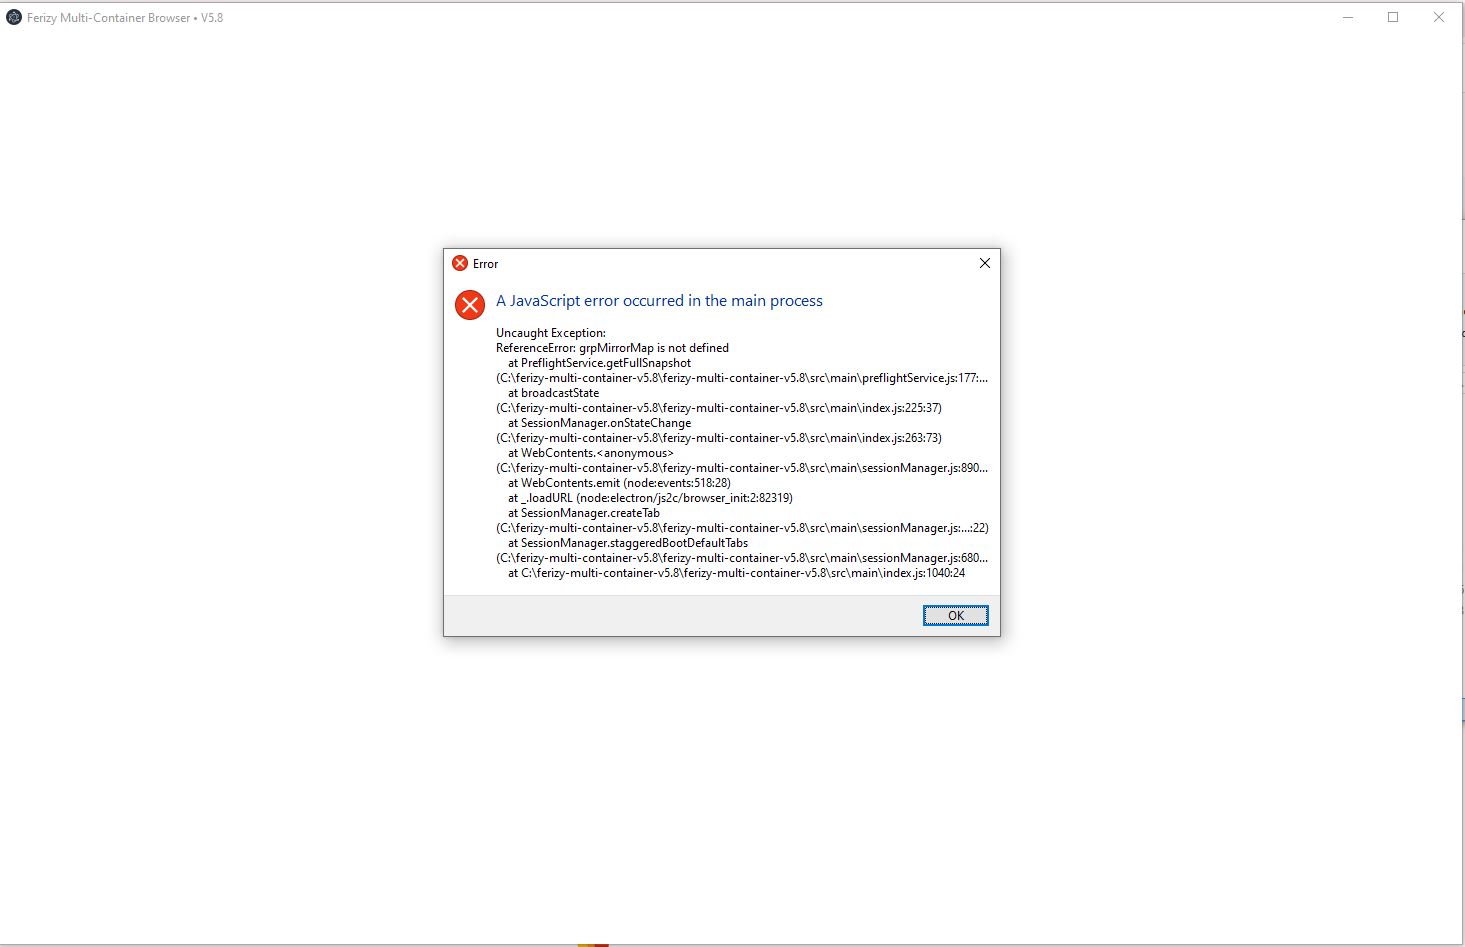 Ferizy Multi-Container Browser • V5.8
Error
A JavaScript error occurred in the main process
Uncaught Exception:
ReferenceError: grpMirrorMap is not defined
at PreflightService.getFullSnapshot
(C:\ferizy-multi-container-v5.8\ferizy-multi-container-v5.8\src\main\preflightService.js:177:...
at broadcastState
(C:\ferizy-multi-container-v5.8\ferizy-multi-container-v5.8\src\main\index.js:225:37)
at SessionManager.onStateChange
(C:\ferizy-multi-container-v5.8\ferizy-multi-container-v5.8\src\main\index.js:263:73)
at WebContents.<anonymous>
(C:\ferizy-multi-container-v5.8\ferizy-multi-container-v5.8\src\main\sessionManager.js:890...
at WebContents.emit (node:events:518:28)
at _.loadURL (node:electron/js2c/browser_init:2:82319)
at SessionManager.createTab
(C:\ferizy-multi-container-v5.8\ferizy-multi-container-v5.8\src\main\sessionManager.js:...:22)
at SessionManager.staggeredBootDefaultTabs
(C:\ferizy-multi-container-v5.8\ferizy-multi-container-v5.8\src\main\sessionManager.js:680...
at C:\ferizy-multi-container-v5.8\ferizy-multi-container-v5.8\src\main\index.js:1040:24
OK